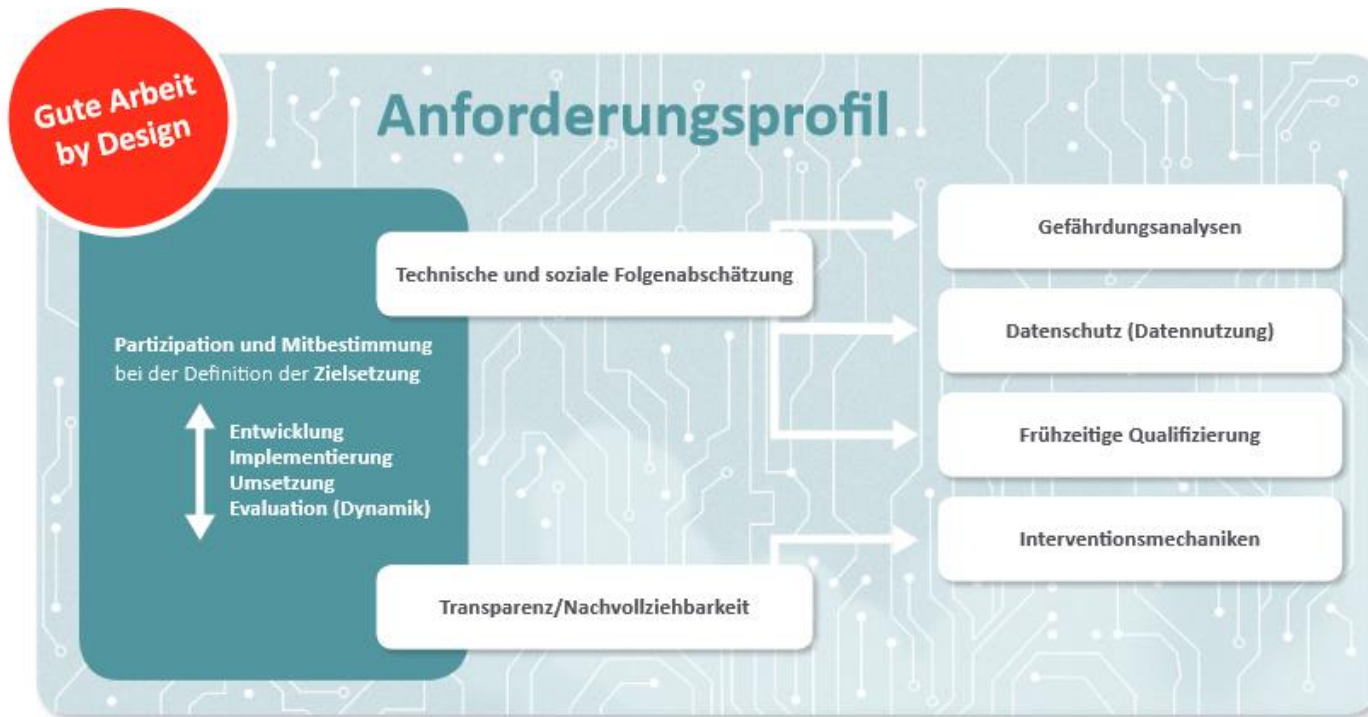 Gute Arbeit
by Design
Anforderungsprofil
Technische und soziale Folgenabschätzung
Partizipation und Mitbestimmung
bei der Definition der Zielsetzung
Entwicklung
Implementierung
Umsetzung
Evaluation (Dynamik)
Transparenz/Nachvollziehbarkeit
Gefährdungsanalysen
Datenschutz (Datennutzung)
Frühzeitige Qualifizierung
Interventionsmechaniken